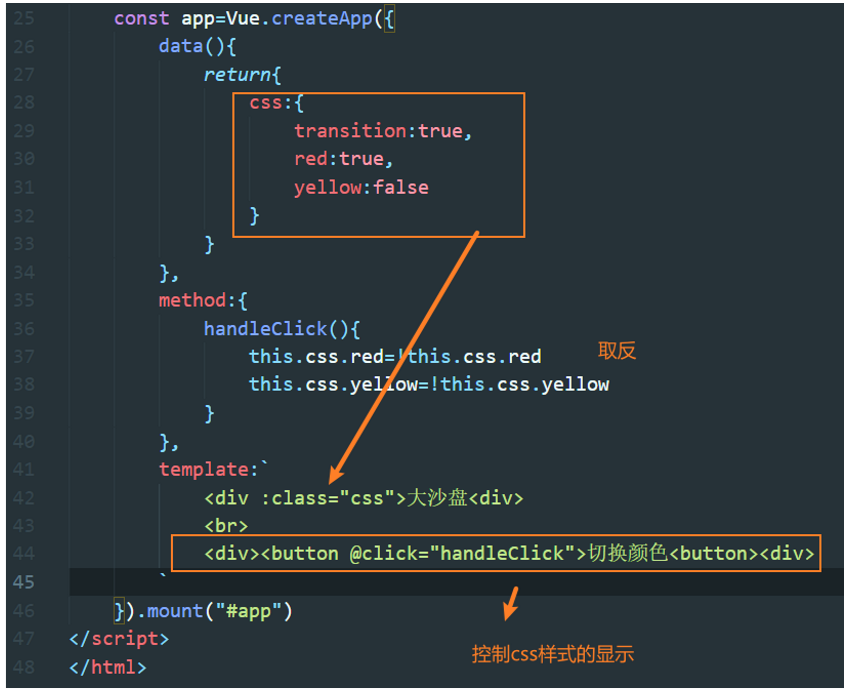 25 const app=Vue.createApp({
26 data(){
27 return{
28 css:{
29 transition:true,
30 red:true,
31 yellow:false
32 }
33 }
34 },
35 method:{
36 handleClick(){
37 this.css.red=!this.css.red 取反
38 this.css.yellow=!this.css.yellow
39 }
40 },
41 template:`
42 <div :class="css">大沙盘<div>
43 <br>
44 <div><button @click="handleClick">切换颜色<button><div>
45 `
46 }).mount("#app")
47 </script>
控制css样式的显示
48 </html>